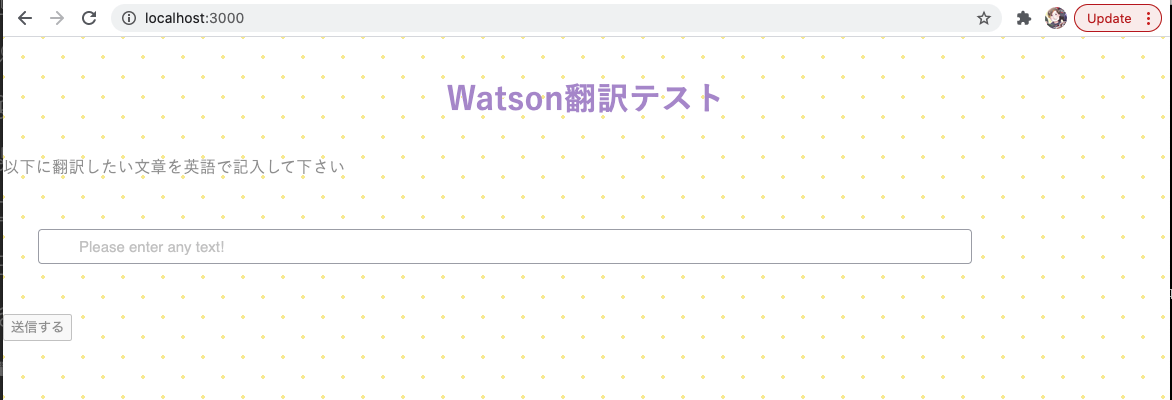 localhost:3000
Update
Watson翻訳テスト
以下に翻訳したい文章を英語で記入して下さい
Please enter any text!
送信する